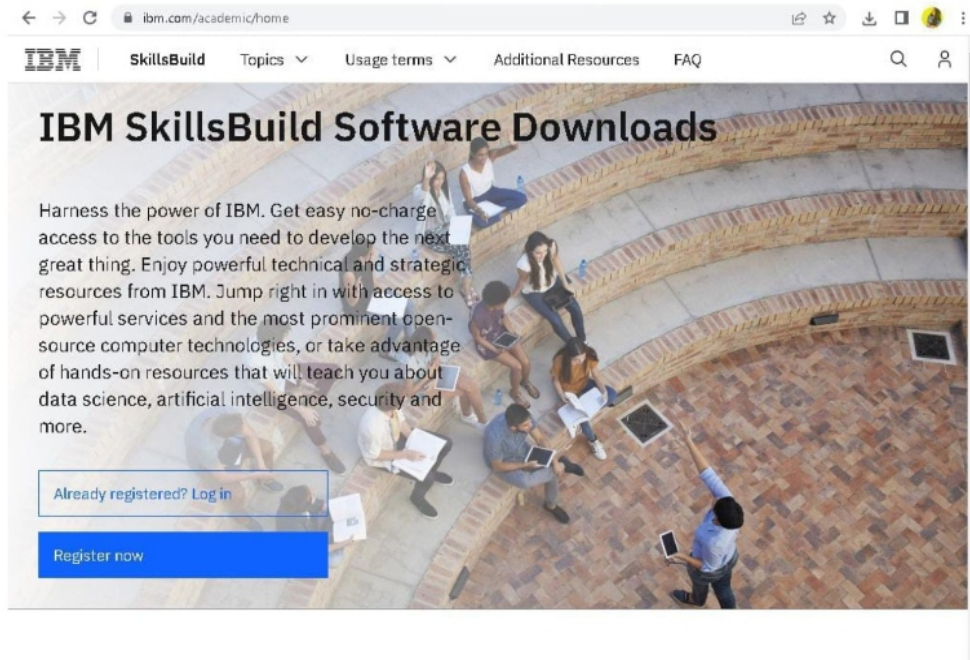 ibm.com/academic/home
IBM SkillsBuild Topics Usage terms Additional Resources FAQ
IBM SkillsBuild Software Downloads
Harness the power of IBM. Get easy no-charge
access to the tools you need to develop the next
great thing. Enjoy powerful technical and strategic
resources from IBM. Jump right in with access to
powerful services and the most prominent open-
source computer technologies, or take advantage
of hands-on resources that will teach you about
data science, artificial intelligence, security and
more.
Already registered? Log in
Register now